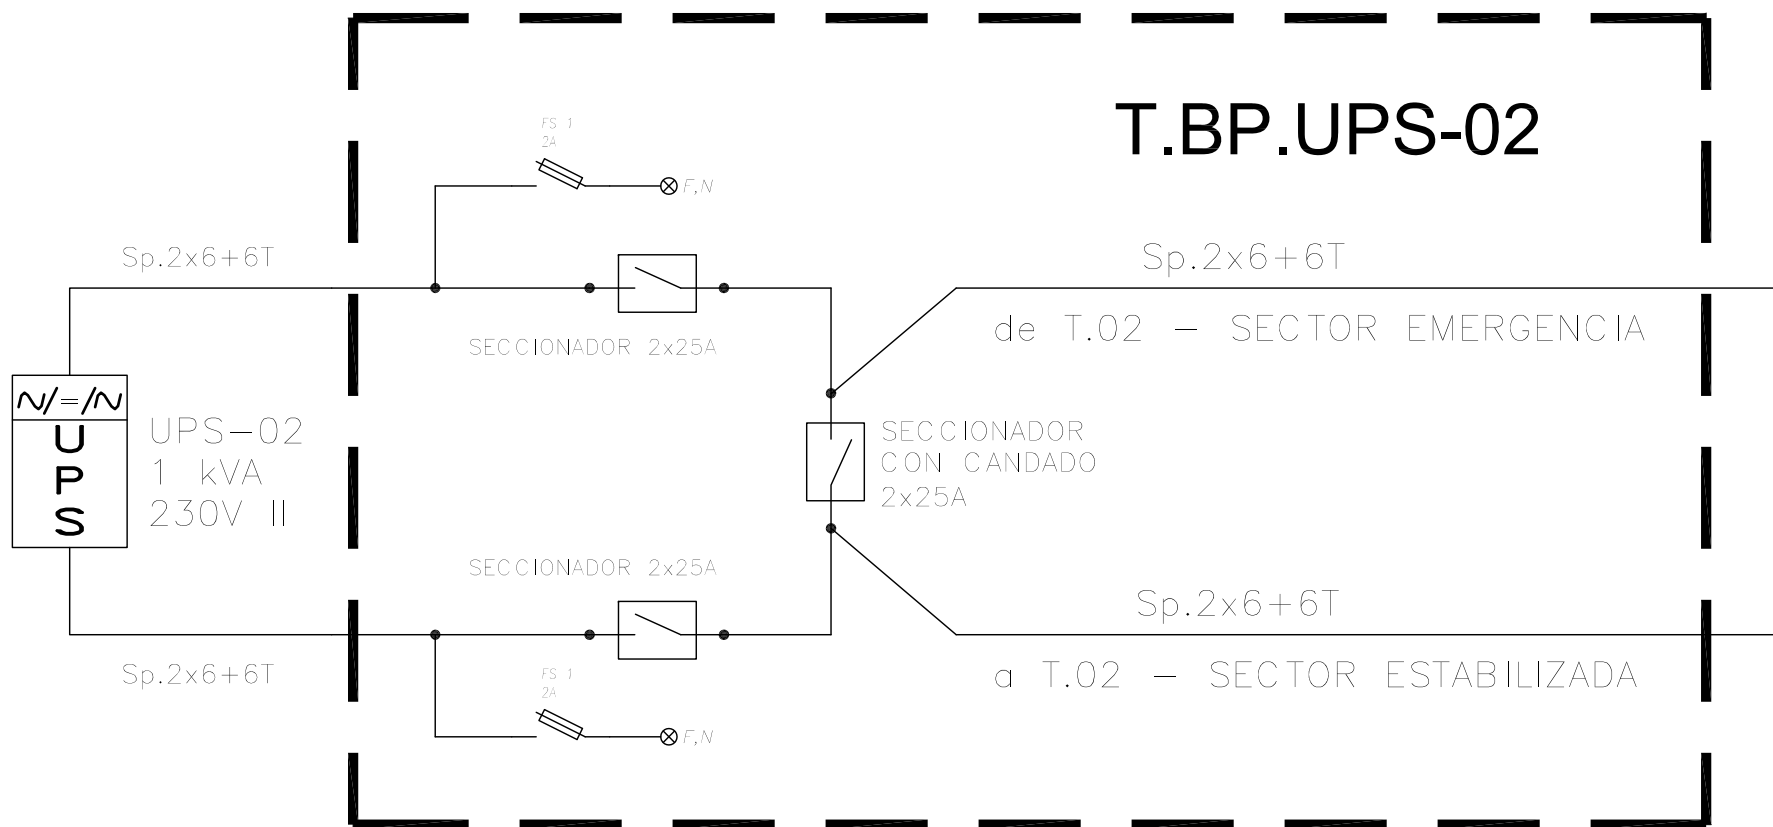 T.BP.UPS-02
FS 1
2A
F,N
Sp.2x6+6T
Sp.2x6+6T
SECCIONADOR 2x25A
de T.02 - SECTOR EMERGENCIA
N/=/N
UPS
UPS-02
1 kVA
230V II
SECCIONADOR
CON CANDADO
2x25A
SECCIONADOR 2x25A
Sp.2x6+6T
Sp.2x6+6T
a T.02 - SECTOR ESTABILIZADA
FS 1
2A
F,N